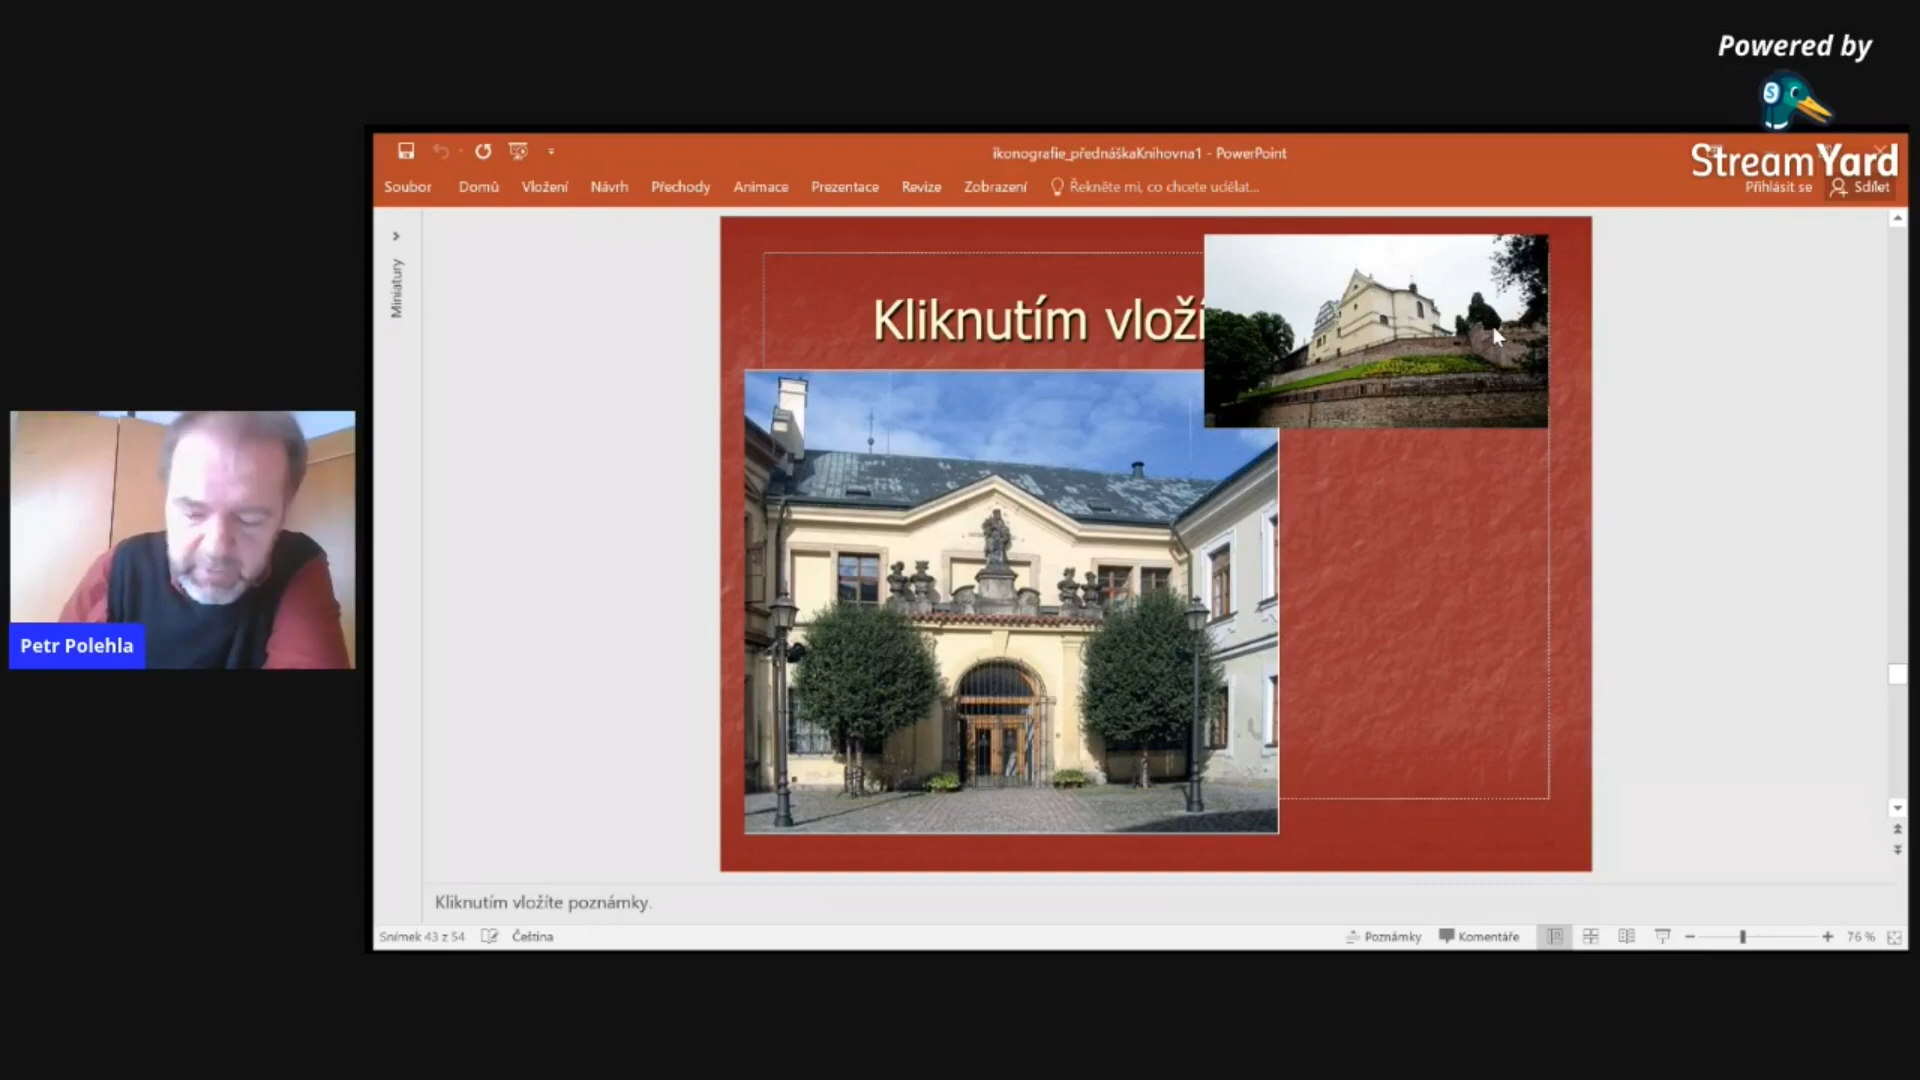 Powered by
StreamYard
ikonografie_přednáškaKnihovna1 - PowerPoint
Soubor Domů Vložení Návrh Přechody Animace Prezentace Revize Zobrazení Řekněte mi, co chcete udělat... Přihlásit se Sdílet
Miniatury
Kliknutím vloží
Petr Polehla
Kliknutím vložíte poznámky.
Snímek 43 z 54 Čeština Poznámky Komentáře 76 %